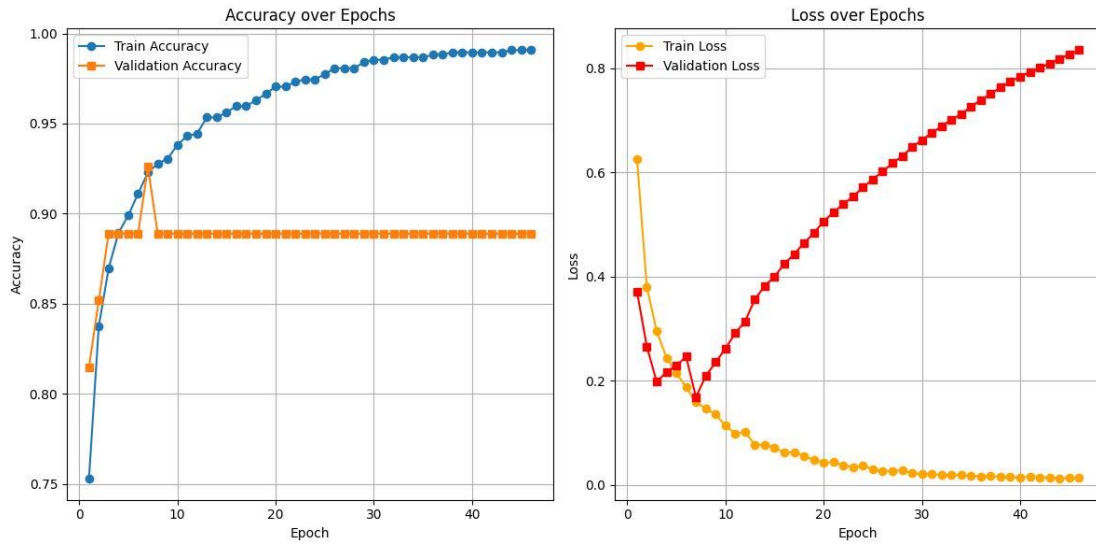 Accuracy over Epochs
1.00
0.95
0.90
0.85
0.80
0.75
Accuracy
Train Accuracy
Validation Accuracy
0
10
20
30
40
Epoch
Loss over Epochs
0.8
0.6
0.4
0.2
0.0
Loss
Train Loss
Validation Loss
0
10
20
30
40
Epoch